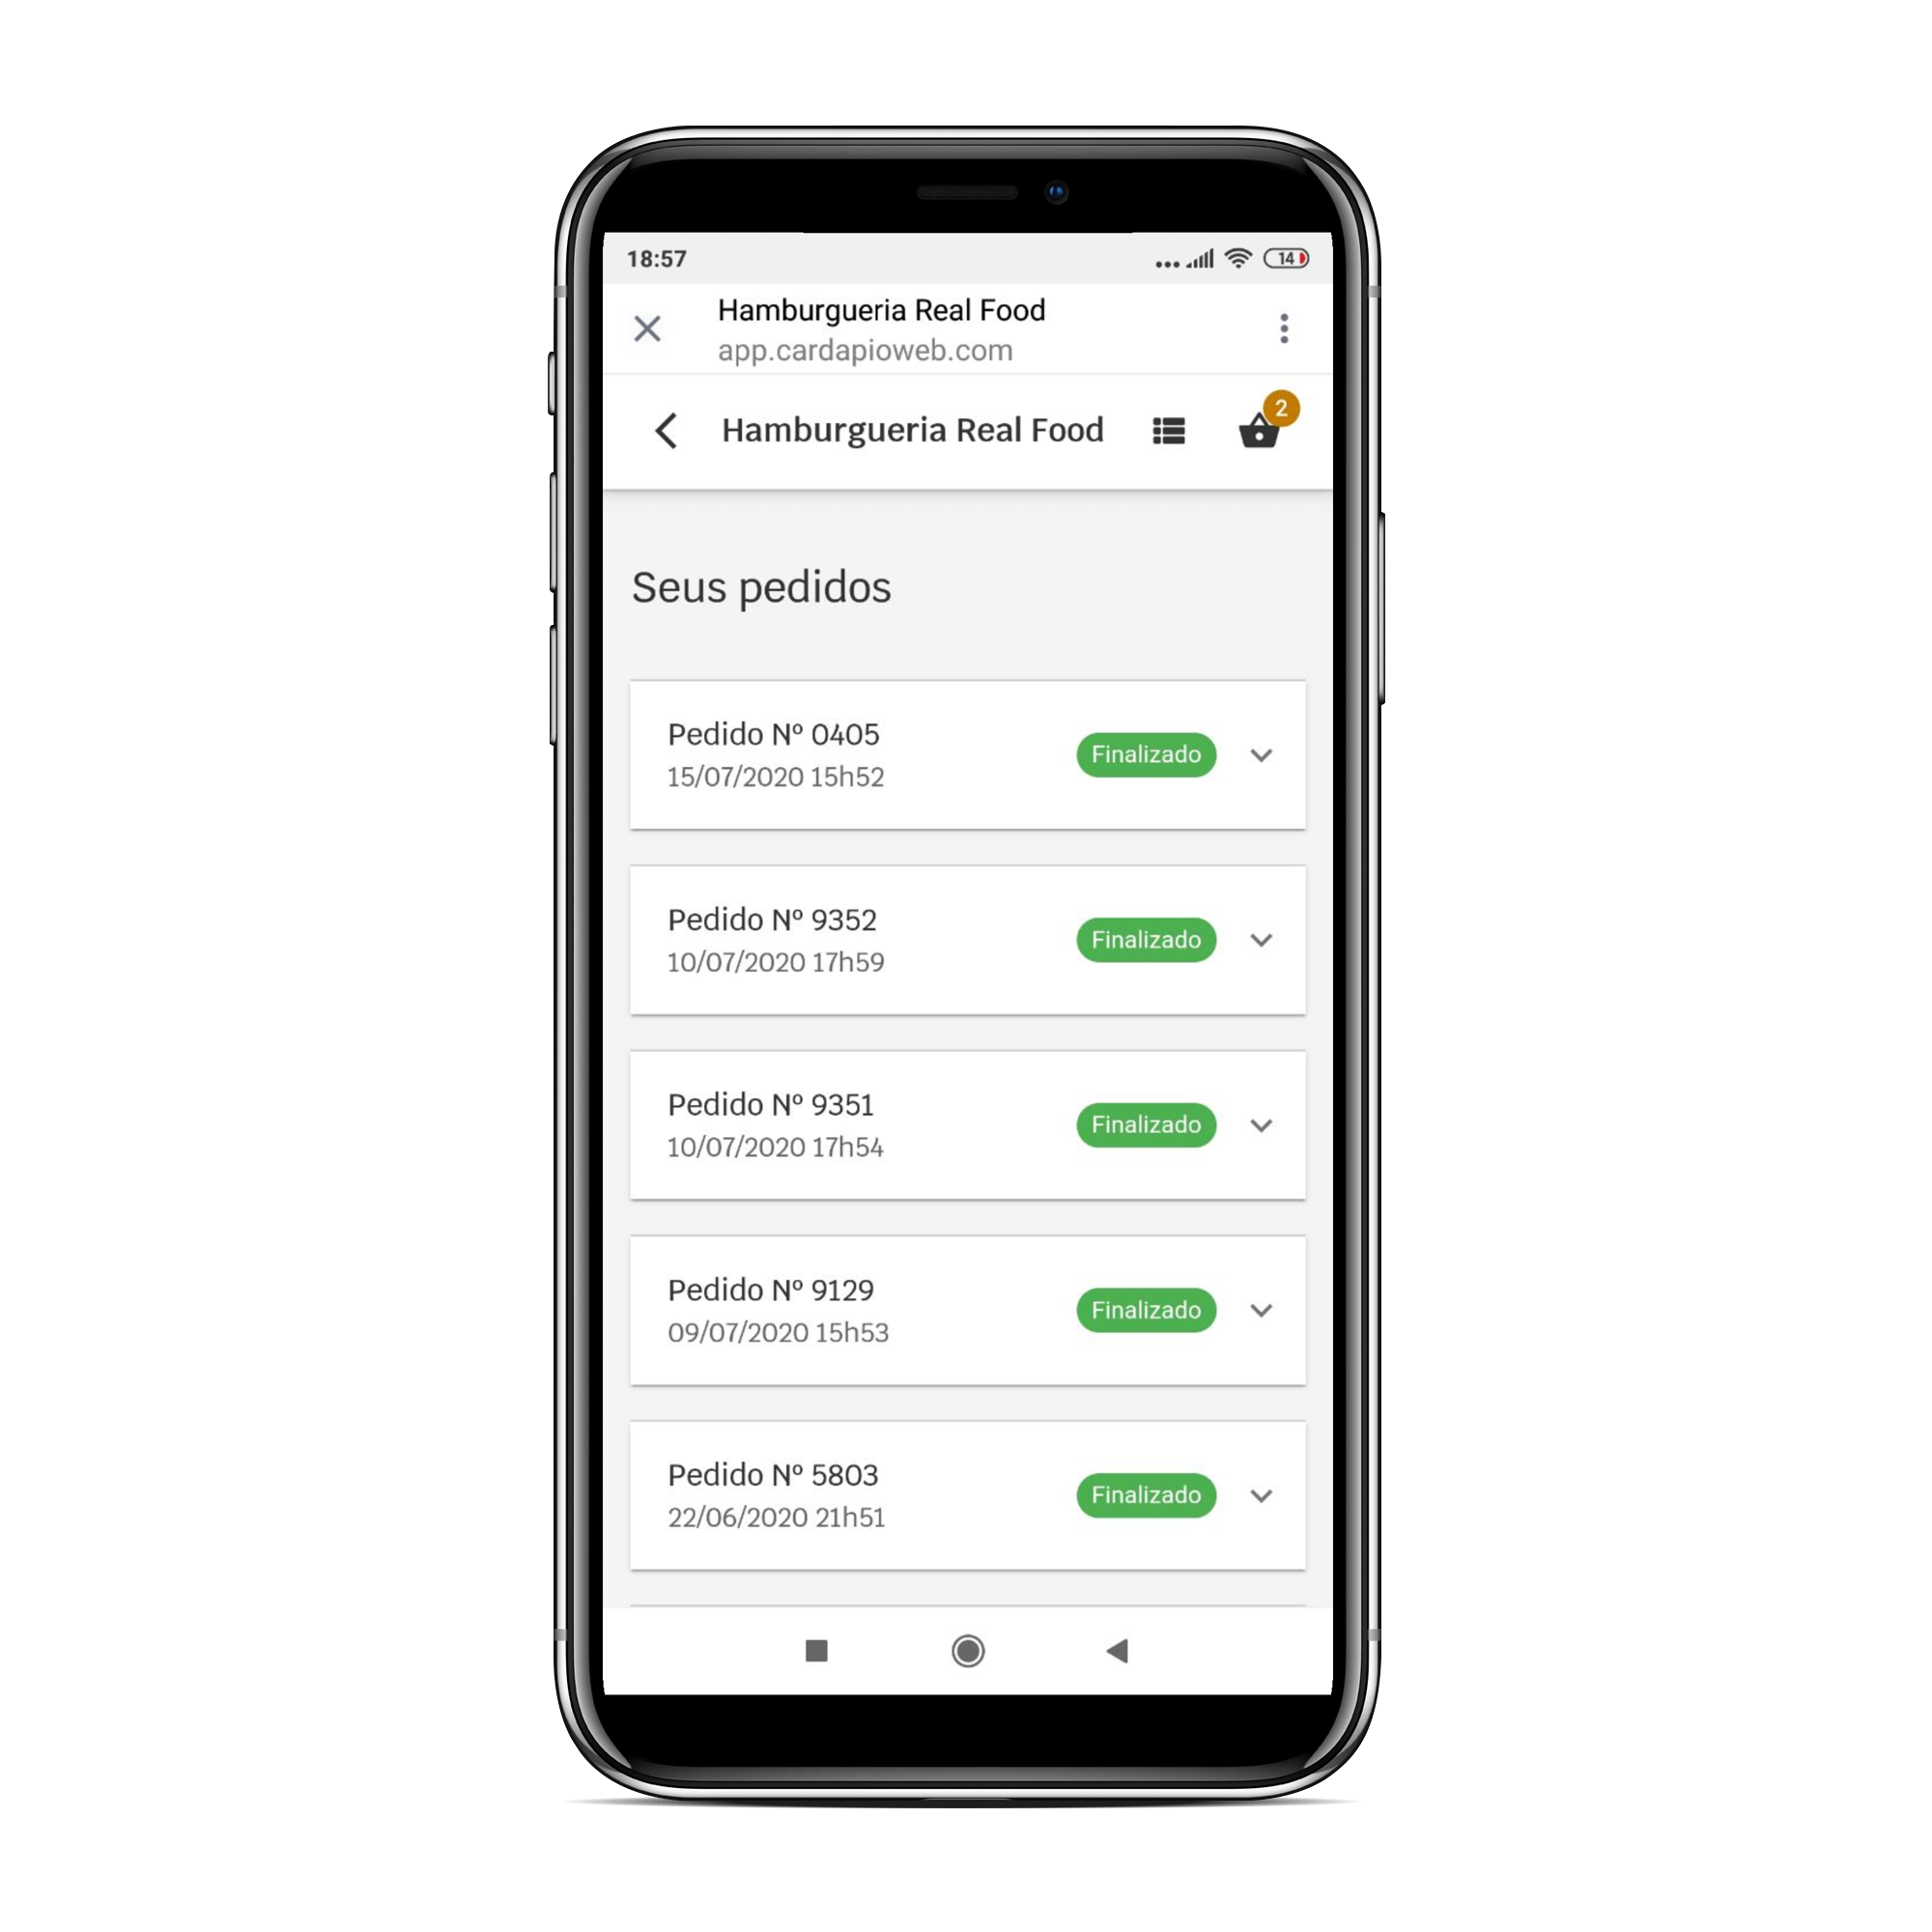 18:57
14
Hamburgueria Real Food
app.cardapioweb.com
Hamburgueria Real Food
2
Seus pedidos
Pedido Nº 0405
Finalizado
15/07/2020 15h52
Pedido Nº 9352
Finalizado
10/07/2020 17h59
Pedido Nº 9351
Finalizado
10/07/2020 17h54
Pedido Nº 9129
Finalizado
09/07/2020 15h53
Pedido Nº 5803
Finalizado
22/06/2020 21h51